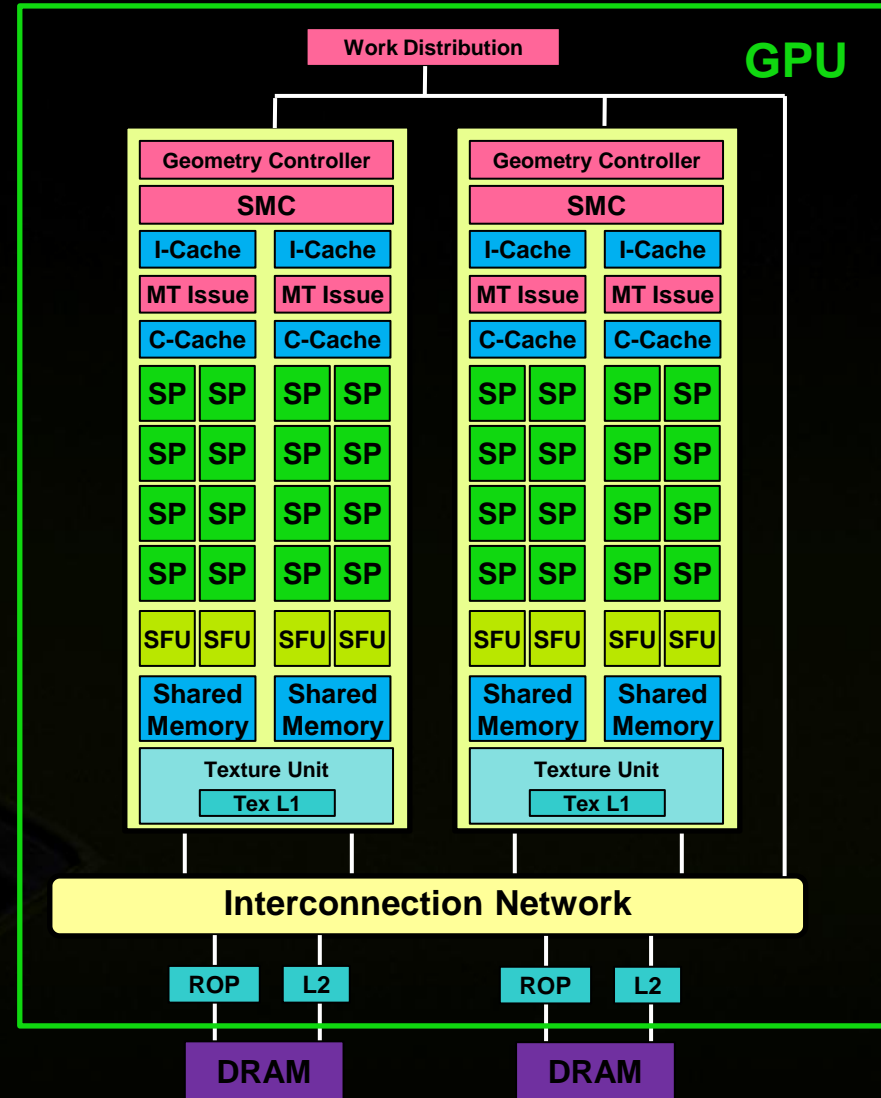 Work Distribution
GPU
Geometry Controller
Geometry Controller
SMC
SMC
I-Cache I-Cache
I-Cache I-Cache
MT Issue MT Issue
MT Issue MT Issue
C-Cache C-Cache
C-Cache C-Cache
SP SP SP SP
SP SP SP SP
SP SP SP SP
SP SP SP SP
SP SP SP SP
SP SP SP SP
SP SP SP SP
SP SP SP SP
SFU SFU SFU SFU
SFU SFU SFU SFU
Shared Shared
Memory Memory
Shared Shared
Memory Memory
Texture Unit
Tex L1
Texture Unit
Tex L1
Interconnection Network
ROP L2
ROP L2
DRAM
DRAM